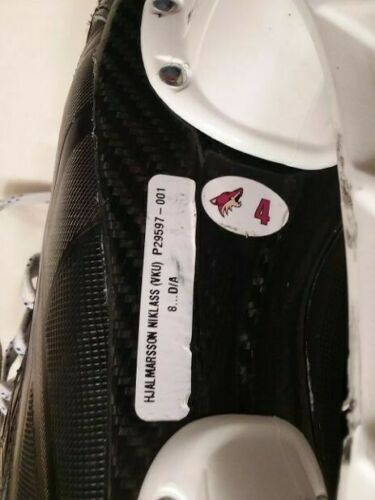 HJALMARSSON NIKLASS (VKU) P29597-001
8...D/A
4